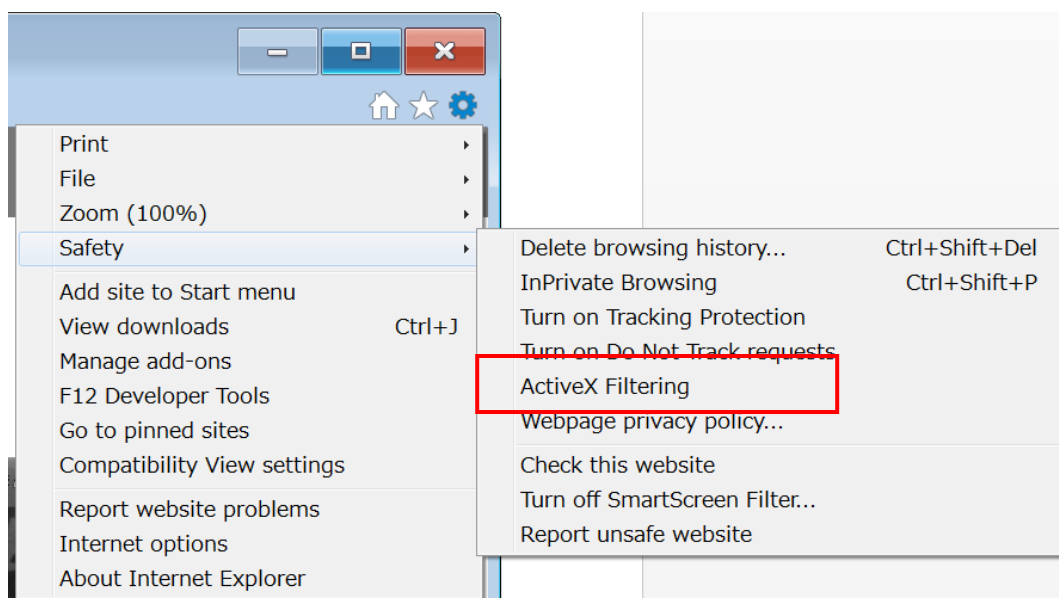 Print
File
Zoom (100%)
Safety
Add site to Start menu
View downloads Ctrl+J
Manage add-ons
F12 Developer Tools
Go to pinned sites
Compatibility View settings
Report website problems
Internet options
About Internet Explorer
Delete browsing history... Ctrl+Shift+Del
InPrivate Browsing Ctrl+Shift+P
Turn on Tracking Protection
Turn on Do Not Track requests
ActiveX Filtering
Webpage privacy policy...
Check this website
Turn off SmartScreen Filter...
Report unsafe website